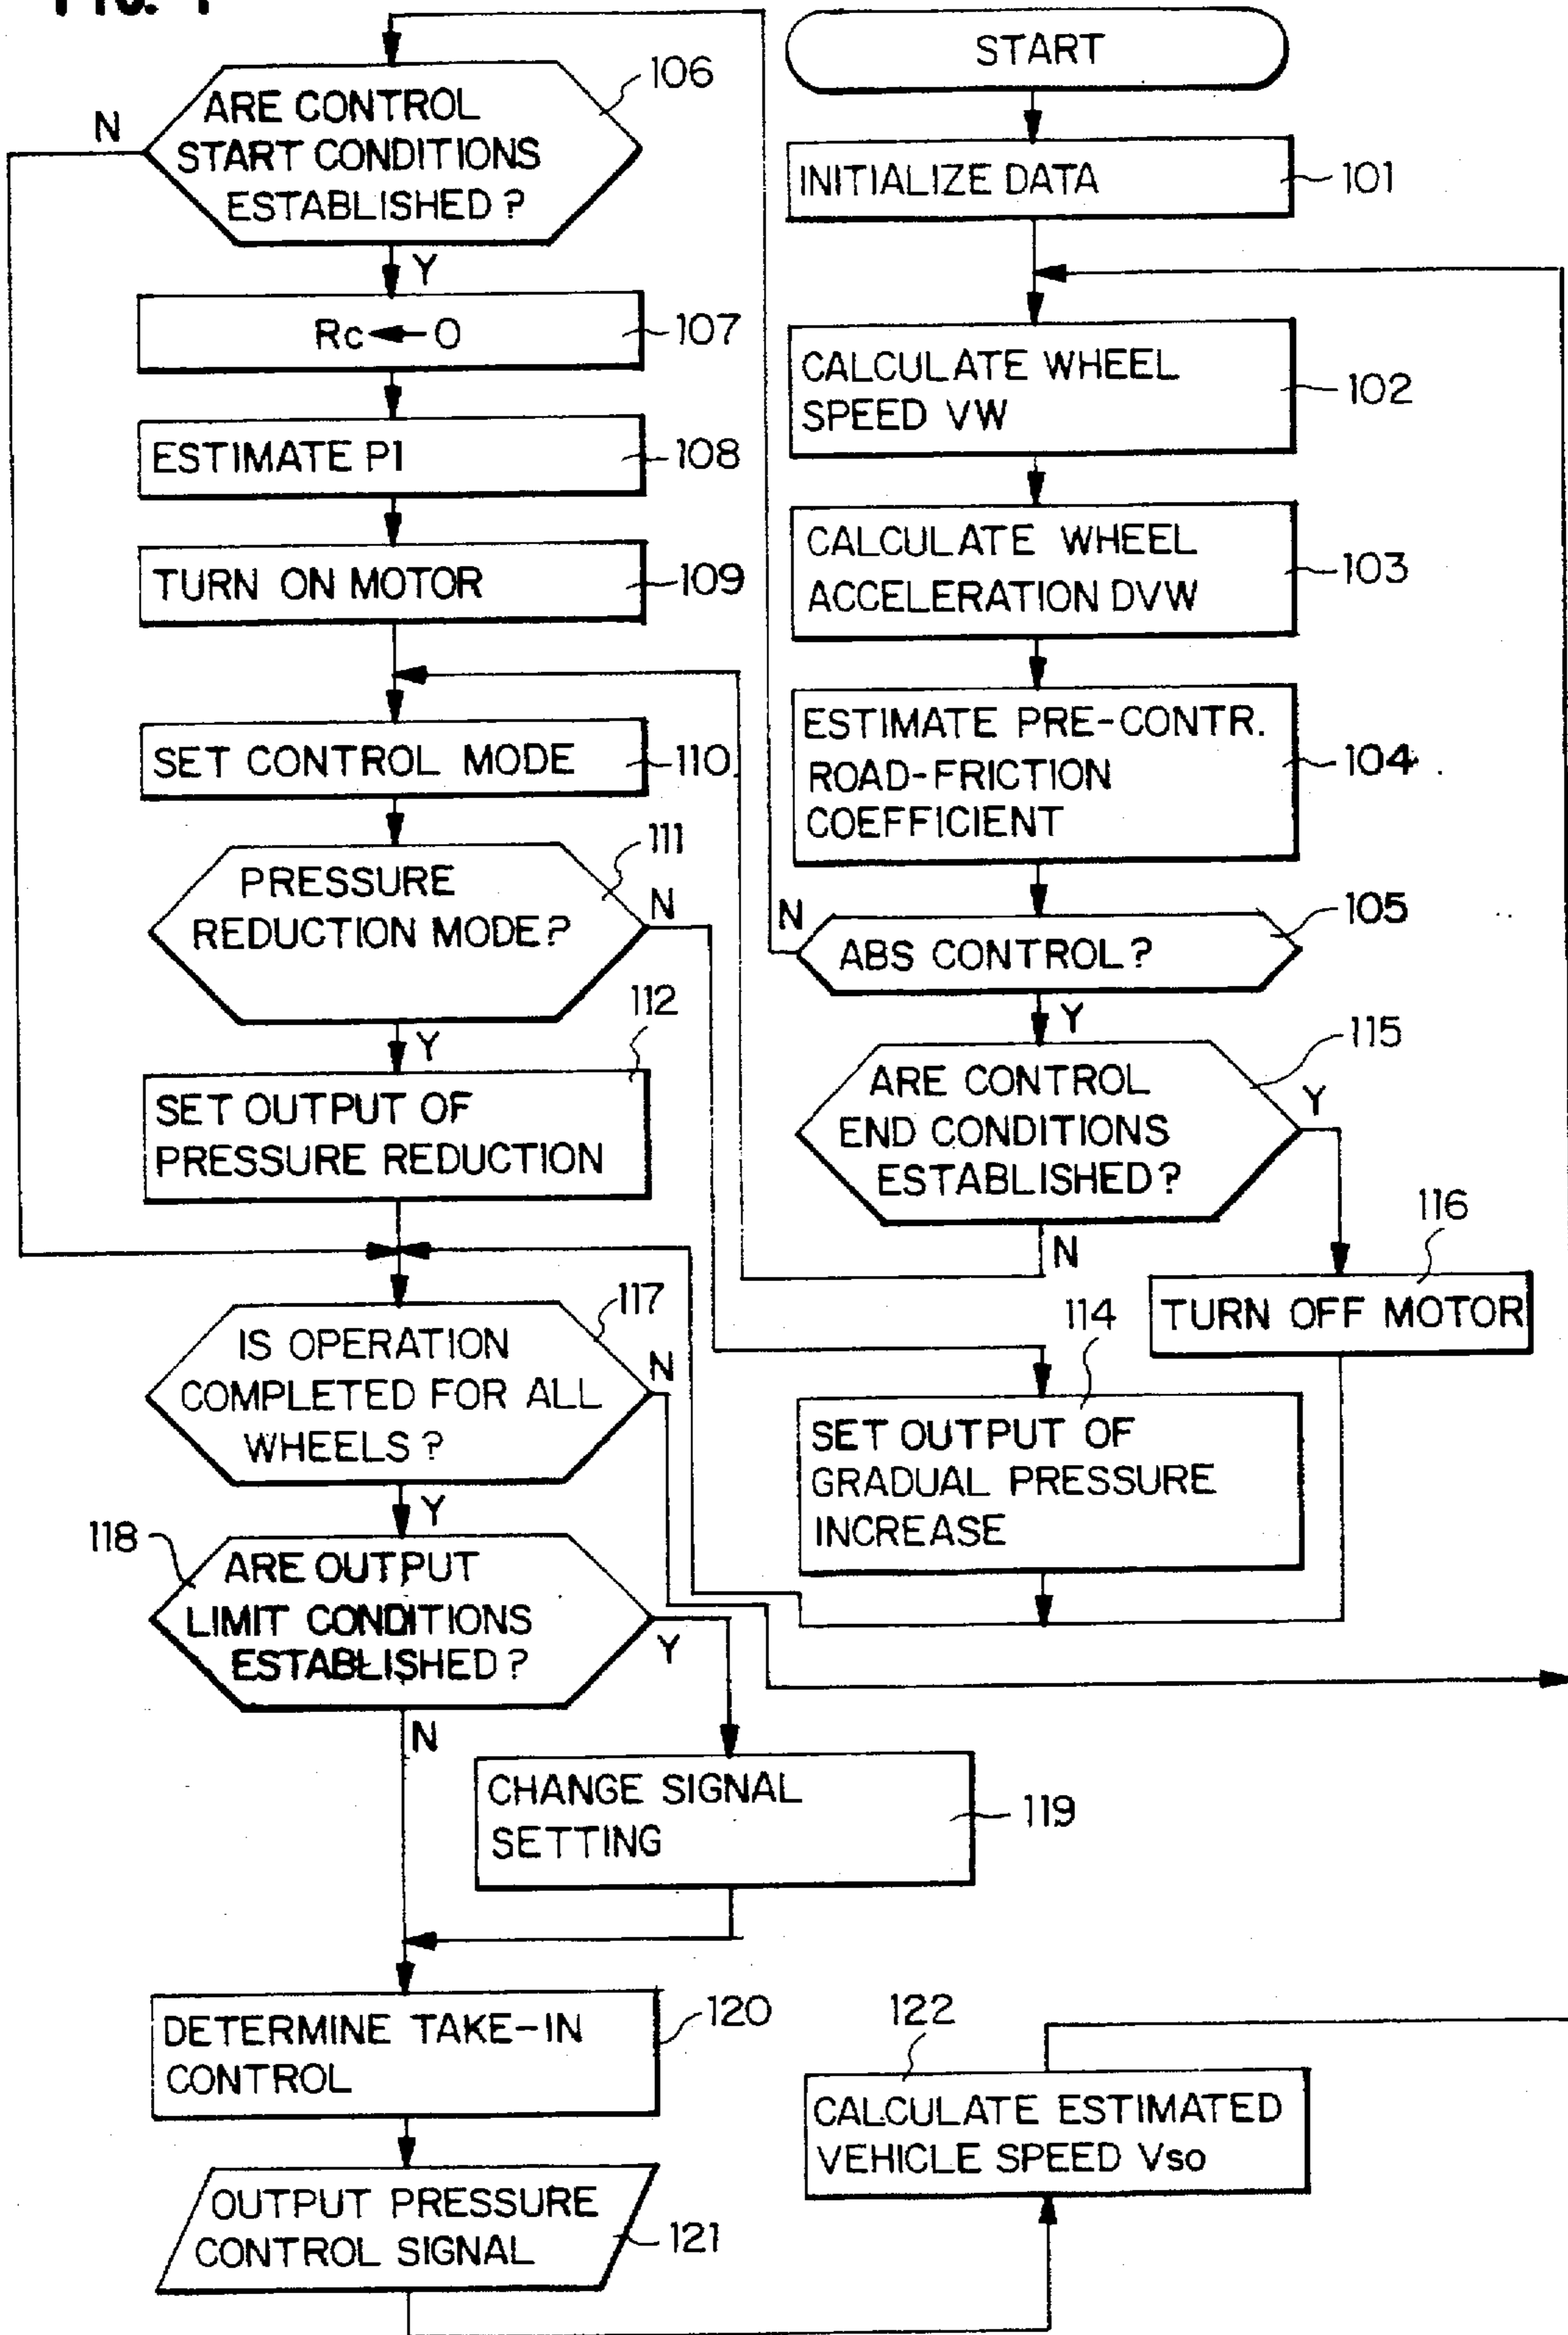 START
INITIALIZE DATA
101
CALCULATE WHEEL
SPEED VW
102
CALCULATE WHEEL
ACCELERATION DVW
103
ESTIMATE PRE-CONTR.
ROAD-FRICTION
COEFFICIENT
104
ABS CONTROL?
105
N
Y
ARE CONTROL
START CONDITIONS
ESTABLISHED?
106
N
Y
Rc←0
107
ESTIMATE P1
108
TURN ON MOTOR
109
SET CONTROL MODE
110
PRESSURE
REDUCTION MODE?
111
N
Y
112
SET OUTPUT OF
PRESSURE REDUCTION
ARE CONTROL
END CONDITIONS
ESTABLISHED?
115
Y
N
116
TURN OFF MOTOR
114
SET OUTPUT OF
GRADUAL PRESSURE
INCREASE
IS OPERATION
COMPLETED FOR ALL
WHEELS?
117
N
Y
118
ARE OUTPUT
LIMIT CONDITIONS
ESTABLISHED?
Y
N
CHANGE SIGNAL
SETTING
119
DETERMINE TAKE-IN
CONTROL
120
OUTPUT PRESSURE
CONTROL SIGNAL
121
122
CALCULATE ESTIMATED
VEHICLE SPEED Vso